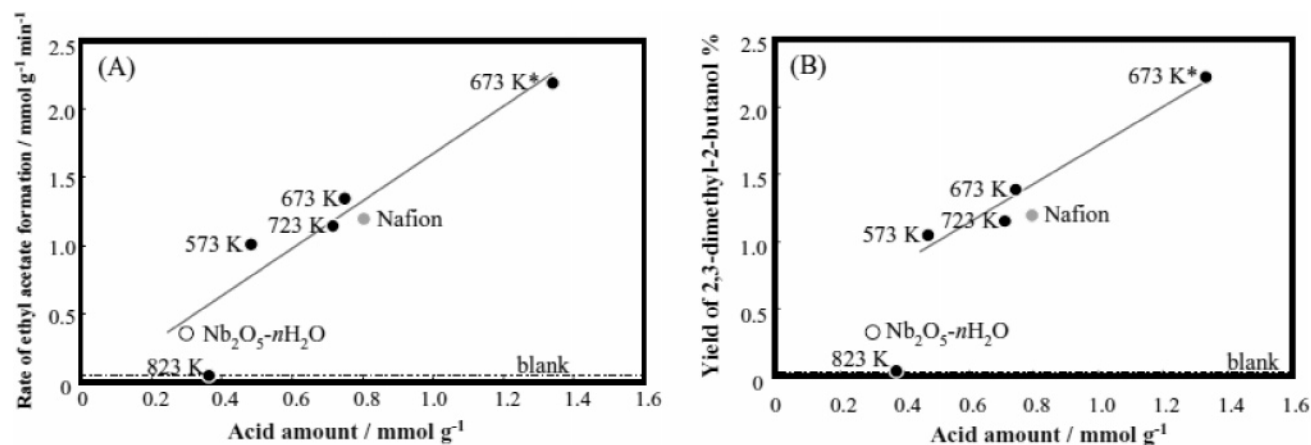 Rate of ethyl acetate formation / mmol g⁻¹ min⁻¹
2.5
2.0
1.5
1.0
0.5
0
(A)
673 K*
673 K
723 K
Nafion
573 K
Nb₂O₅-nH₂O
823 K
blank
0 0.2 0.4 0.6 0.8 1.0 1.2 1.4 1.6
Acid amount / mmol g⁻¹
Yield of 2,3-dimethyl-2-butanol %
2.5
2.0
1.5
1.0
0.5
0
(B)
673 K*
673 K
723 K
Nafion
573 K
Nb₂O₅-nH₂O
823 K
blank
0 0.2 0.4 0.6 0.8 1.0 1.2 1.4 1.6
Acid amount / mmol g⁻¹